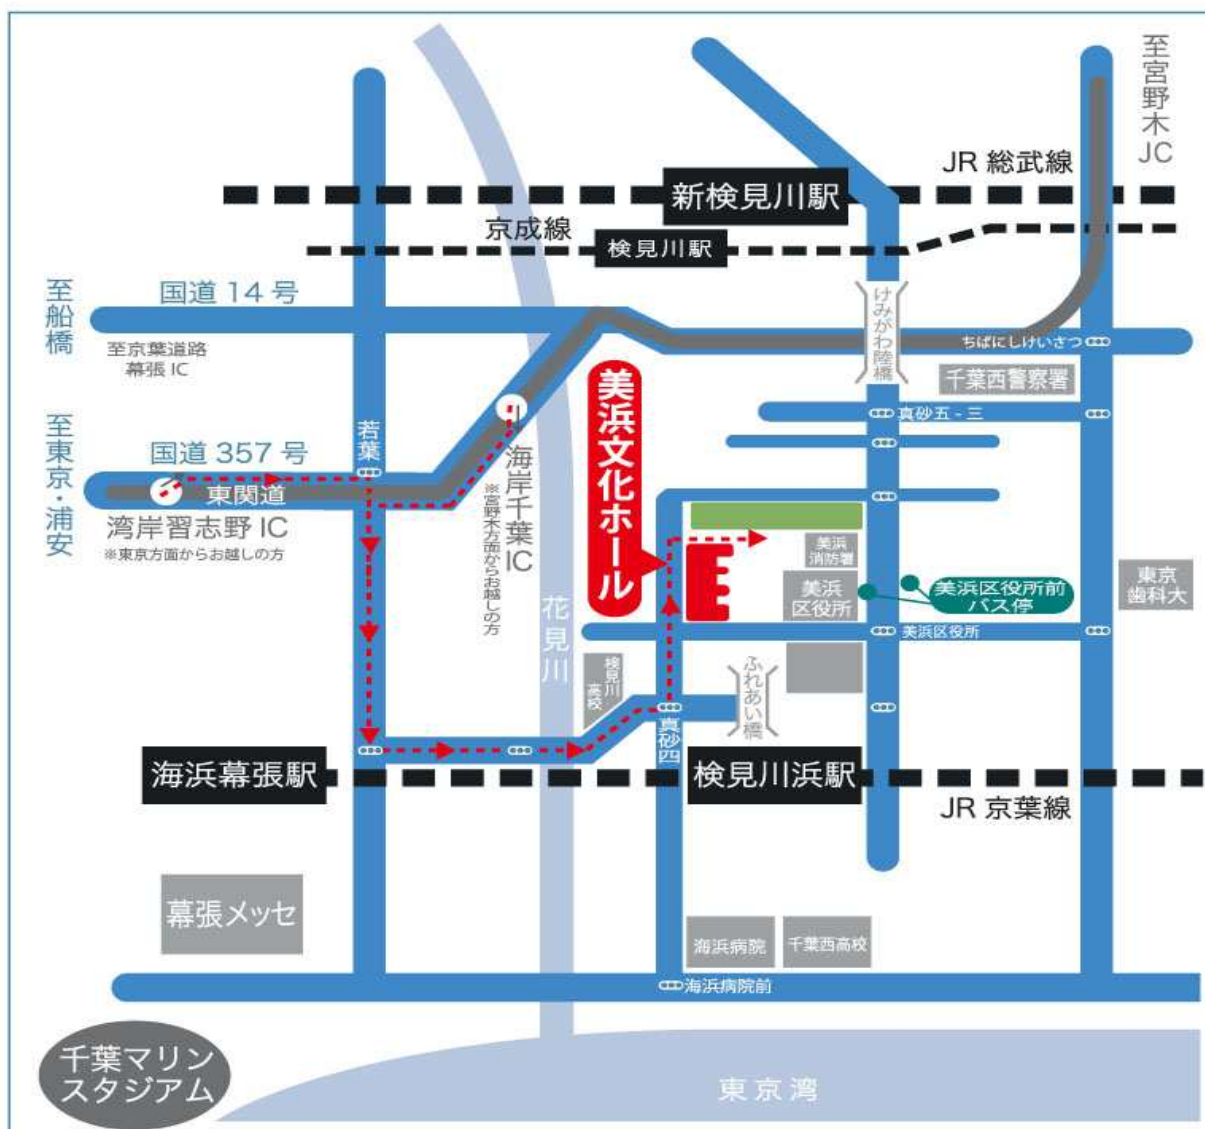 至宮野木JC
JR 総武線
新検見川駅
京成線
検見川駅
至船橋
国道 14 号
けみがわ陸橋
ちばにしけいさつ
至京葉道路
幕張 IC
千葉西警察署
美浜文化ホール
真砂五 - 三
至東京・浦安
若葉
国道 357 号
東関道
海岸千葉IC
※宮野木方面からお越しの方
湾岸習志野 IC
※東京方面からお越しの方
美浜
消防署
美浜
区役所
美浜区役所前
バス停
東京
歯科大
花見川
美浜区役所
検見川
高校
ふれあい橋
真砂四
海浜幕張駅
検見川浜駅
JR 京葉線
幕張メッセ
海浜病院
千葉西高校
海浜病院前
千葉マリン
スタジアム
東京湾